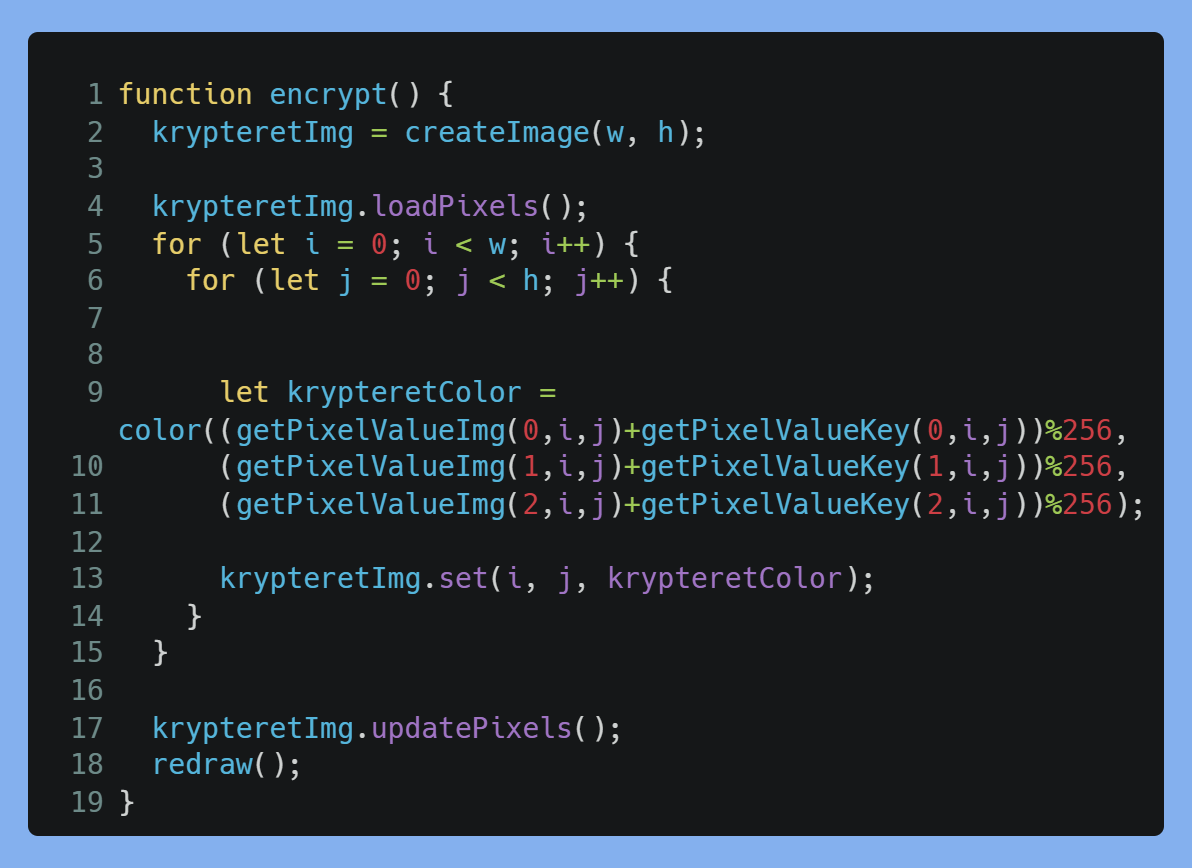 1 function encrypt() {
2   krypteretImg = createImage(w, h);
3
4   krypteretImg.loadPixels();
5   for (let i = 0; i < w; i++) {
6     for (let j = 0; j < h; j++) {
7
8
9       let krypteretColor =
color((getPixelValueImg(0,i,j)+getPixelValueKey(0,i,j))%256,
10       (getPixelValueImg(1,i,j)+getPixelValueKey(1,i,j))%256,
11       (getPixelValueImg(2,i,j)+getPixelValueKey(2,i,j))%256);
12
13       krypteretImg.set(i, j, krypteretColor);
14     }
15   }
16
17   krypteretImg.updatePixels();
18   redraw();
19 }